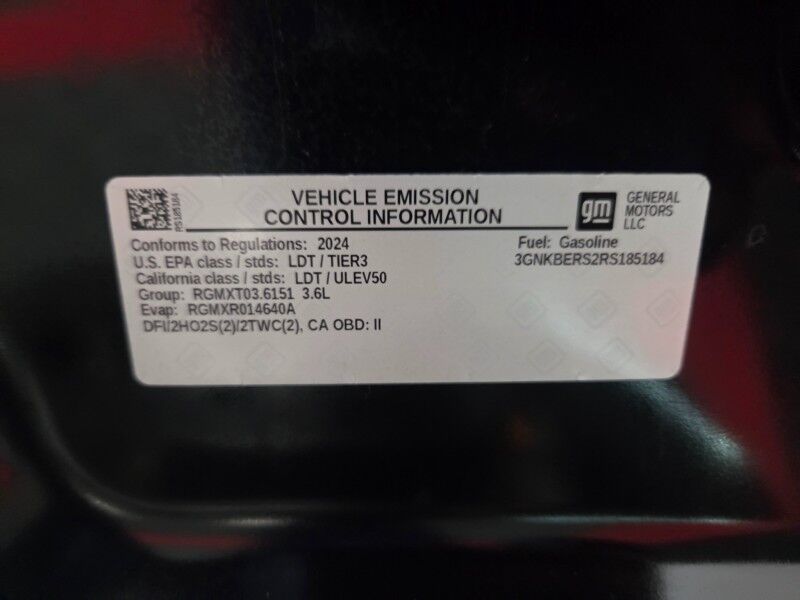 RS185184
VEHICLE EMISSION
CONTROL INFORMATION
gm
GENERAL
MOTORS
LLC
Conforms to Regulations: 2024
Fuel: Gasoline
U.S. EPA class / stds: LDT / TIER3
3GNKBERS2RS185184
California class / stds: LDT / ULEV50
Group: RGMXT03.6151 3.6L
Evap: RGMXR014640A
DFI/2HO2S(2)/2TWC(2), CA OBD: II